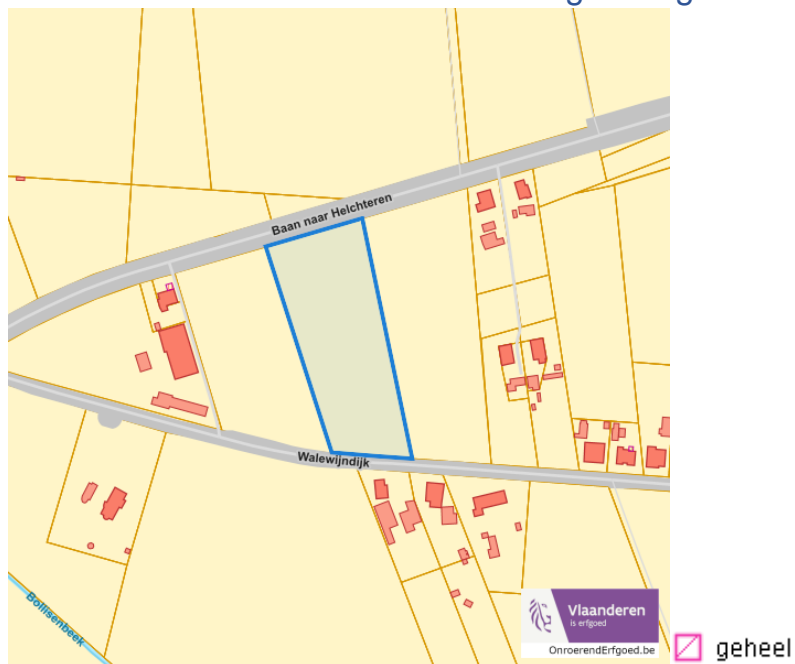 Baan naar Helchteren
Walewijndijk
Bollisenbeek
Vlaanderen
is erfgoed
OnroerendErfgoed.be
geheel